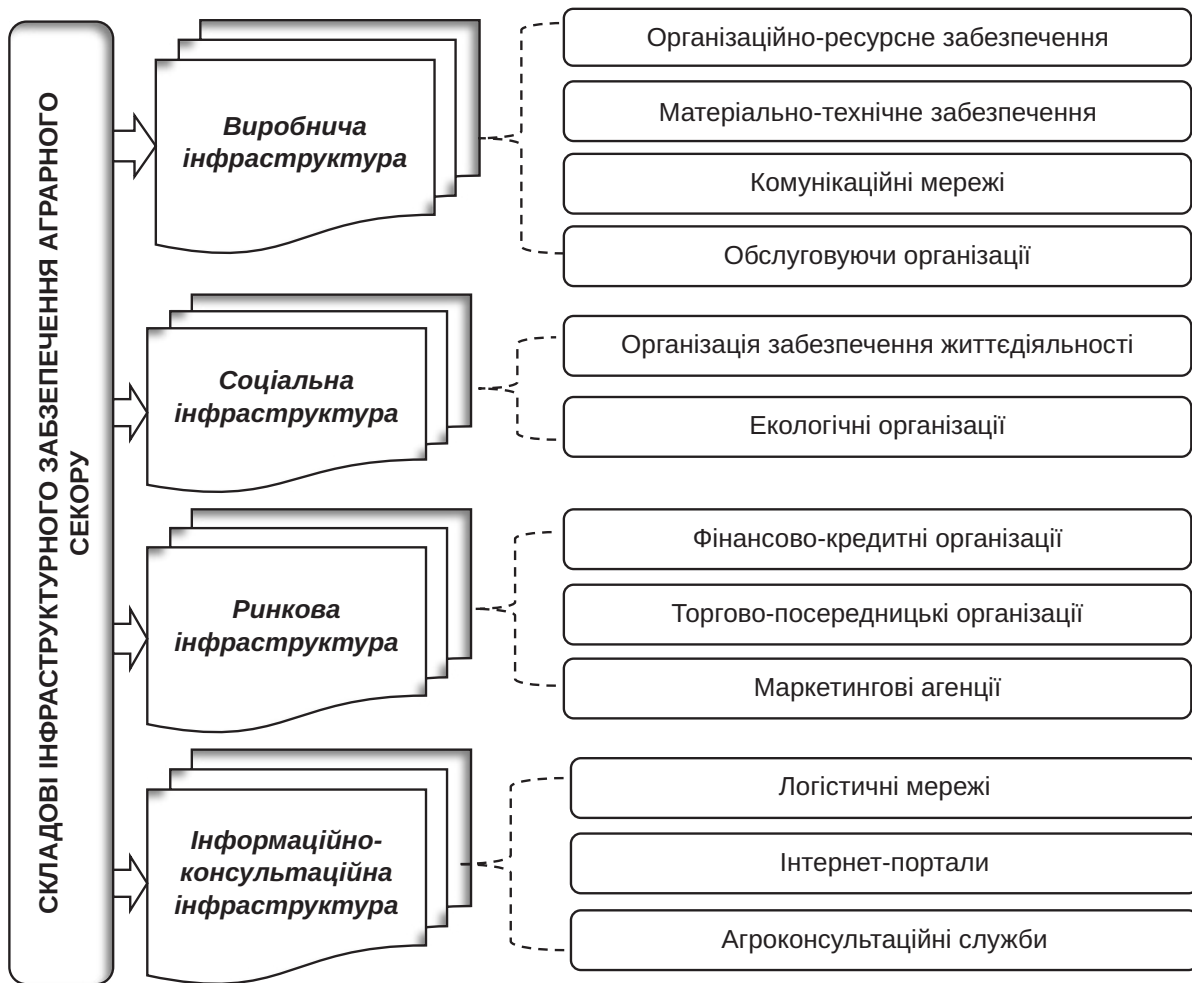 СКЛАДОВІ ІНФРАСТРУКТУРНОГО ЗАБЗЕПЕЧЕННЯ АГРАРНОГО
СЕКОРУ
Виробнича
інфраструктура
Організаційно-ресурсне забезпечення
Матеріально-технічне забезпечення
Комунікаційні мережі
Обслуговуючи організації
Соціальна
інфраструктура
Організація забезпечення життєдіяльності
Екологічні організації
Ринкова
інфраструктура
Фінансово-кредитні організації
Торгово-посередницькі організації
Маркетингові агенції
Інформаційно-
консультаційна
інфраструктура
Логістичні мережі
Інтернет-портали
Агроконсультаційні служби